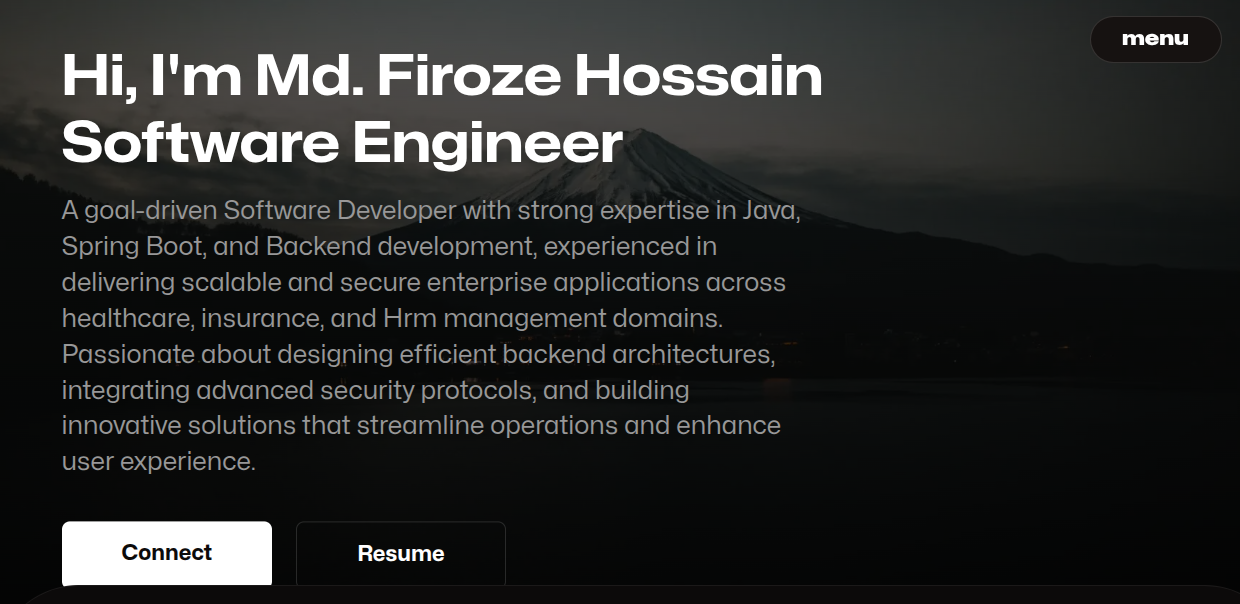 menu
Hi, I'm Md. Firoze Hossain
Software Engineer
A goal-driven Software Developer with strong expertise in Java,
Spring Boot, and Backend development, experienced in
delivering scalable and secure enterprise applications across
healthcare, insurance, and Hrm management domains.
Passionate about designing efficient backend architectures,
integrating advanced security protocols, and building
innovative solutions that streamline operations and enhance
user experience.
Connect
Resume